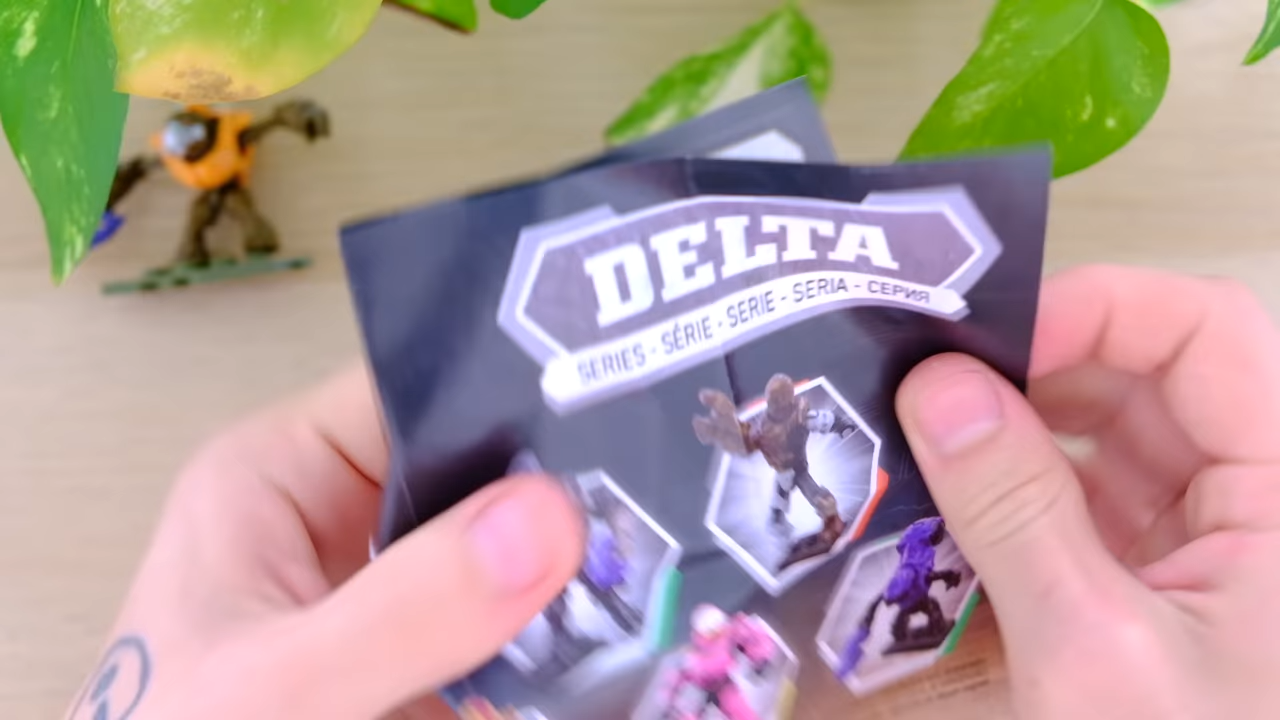 DELTA
SERIES - SÉRIE - SERIE - SERIA - СЕРИЯ